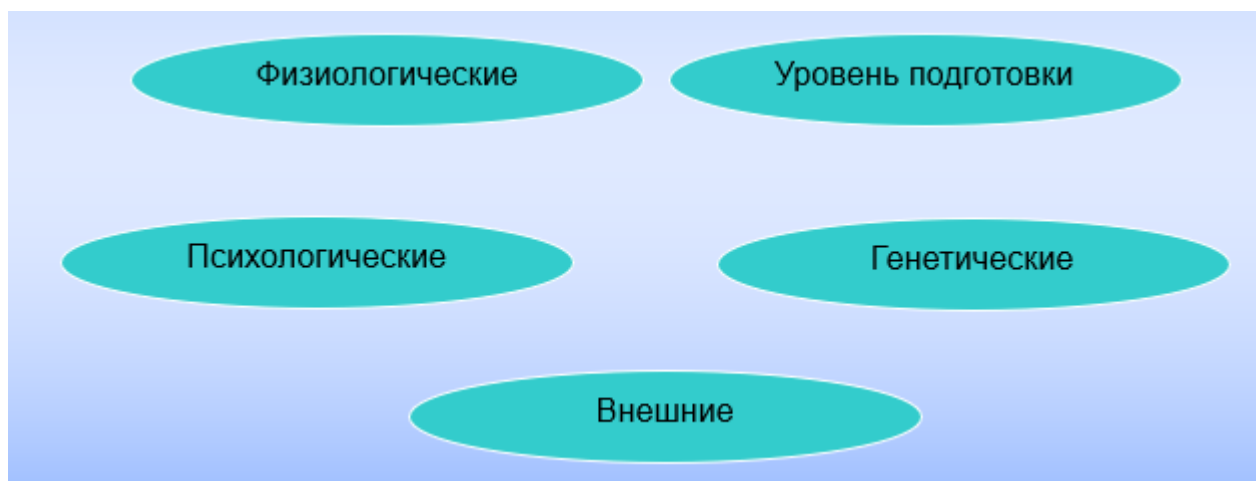 Физиологические
Уровень подготовки
Психологические
Генетические
Внешние